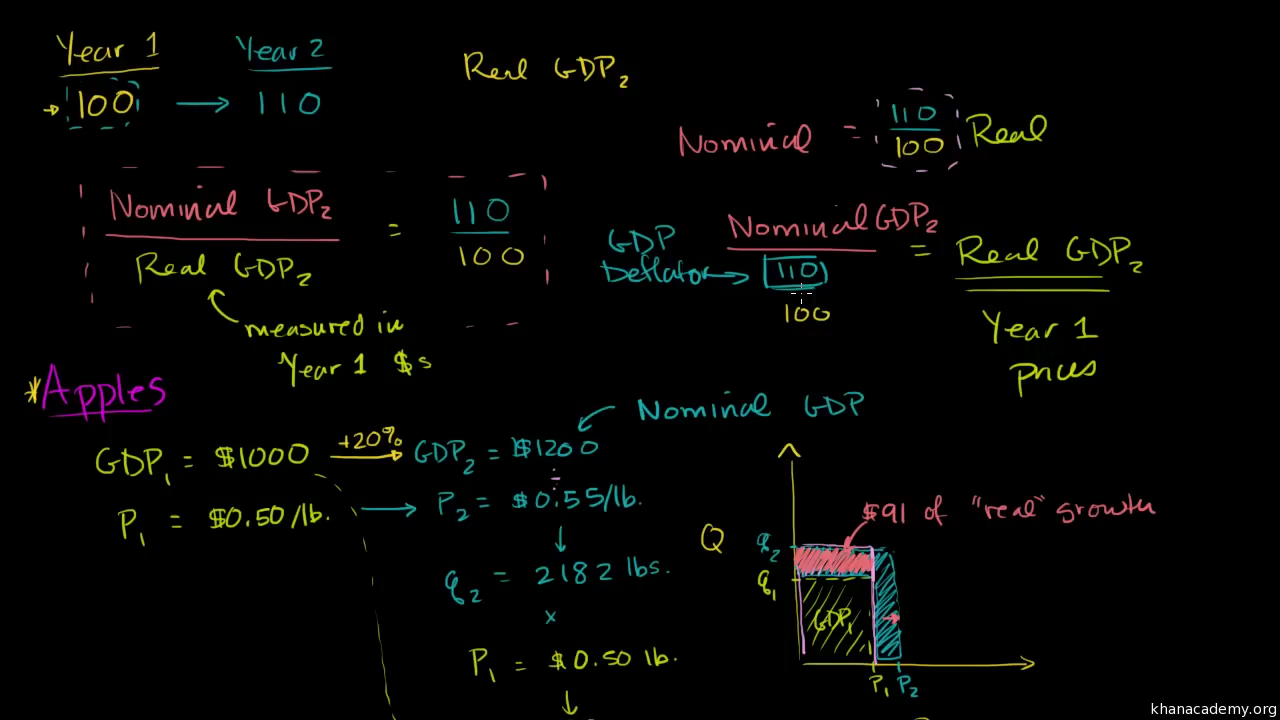 Year 1 Year 2
100 → 110
Real GDP₂
Nominal = 110/100 Real
Nominal GDP₂ / Real GDP₂ = 110 / 100
measured in
Year 1 $s
GDP
Deflator → Nominal GDP₂ / 110 / 100 = Real GDP₂
Year 1
prices
*Apples
Nominal GDP
GDP₁ = $1000 +20% GDP₂ = $1200
÷
P₁ = $0.50/lb. → P₂ = $0.55/lb.
q₂ = 2182 lbs.
x
P₁ = $0.50 lb.
$91 of "real" growth
Q
q₂
q₁
GDP₁
P₁ P₂
khanacademy.org